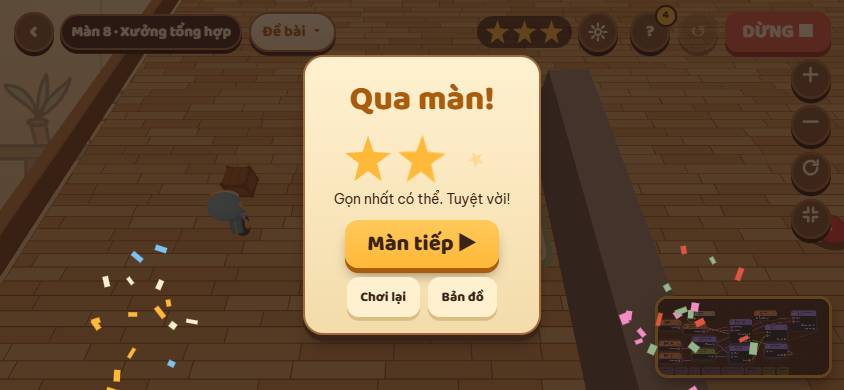 Màn 8 · Xưởng tổng hợp
Đề bài
?
4
DỪNG
Qua màn!
Gọn nhất có thể. Tuyệt vời!
Màn tiếp
Chơi lại
Bản đồ